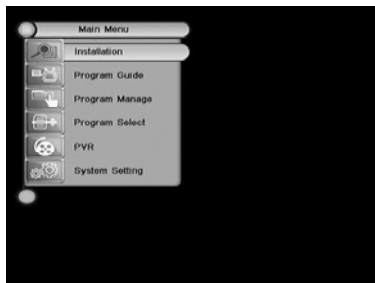 Main Menu
Installation
Program Guide
Program Manage
Program Select
PVR
System Setting